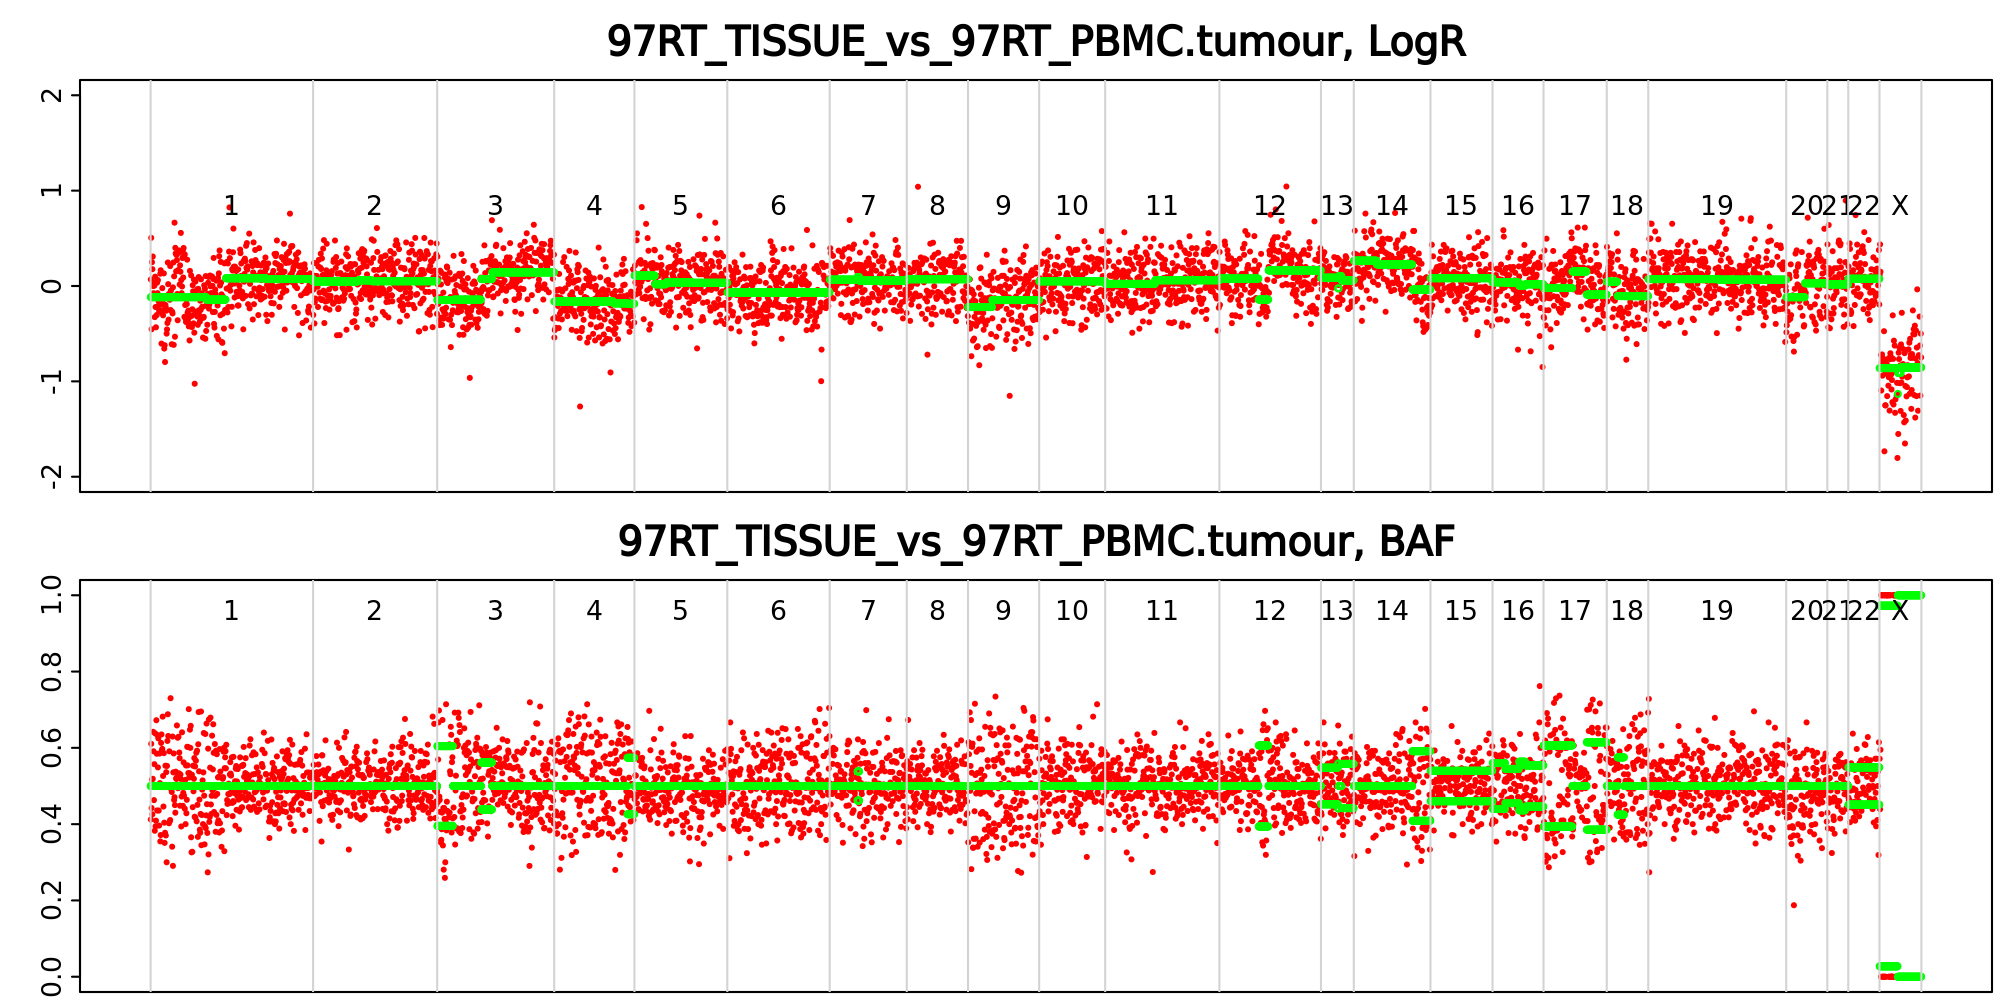 97RT_TISSUE_vs_97RT_PBMC.tumour, LogR
2
1 2 3 4 5 6 7 8 9 10 11 12 13 14 15 16 17 18 19 20 21 22 X
1
0
-1
-2
97RT_TISSUE_vs_97RT_PBMC.tumour, BAF
1.0
1 2 3 4 5 6 7 8 9 10 11 12 13 14 15 16 17 18 19 20 21 22 X
0.8
0.6
0.4
0.2
0.0